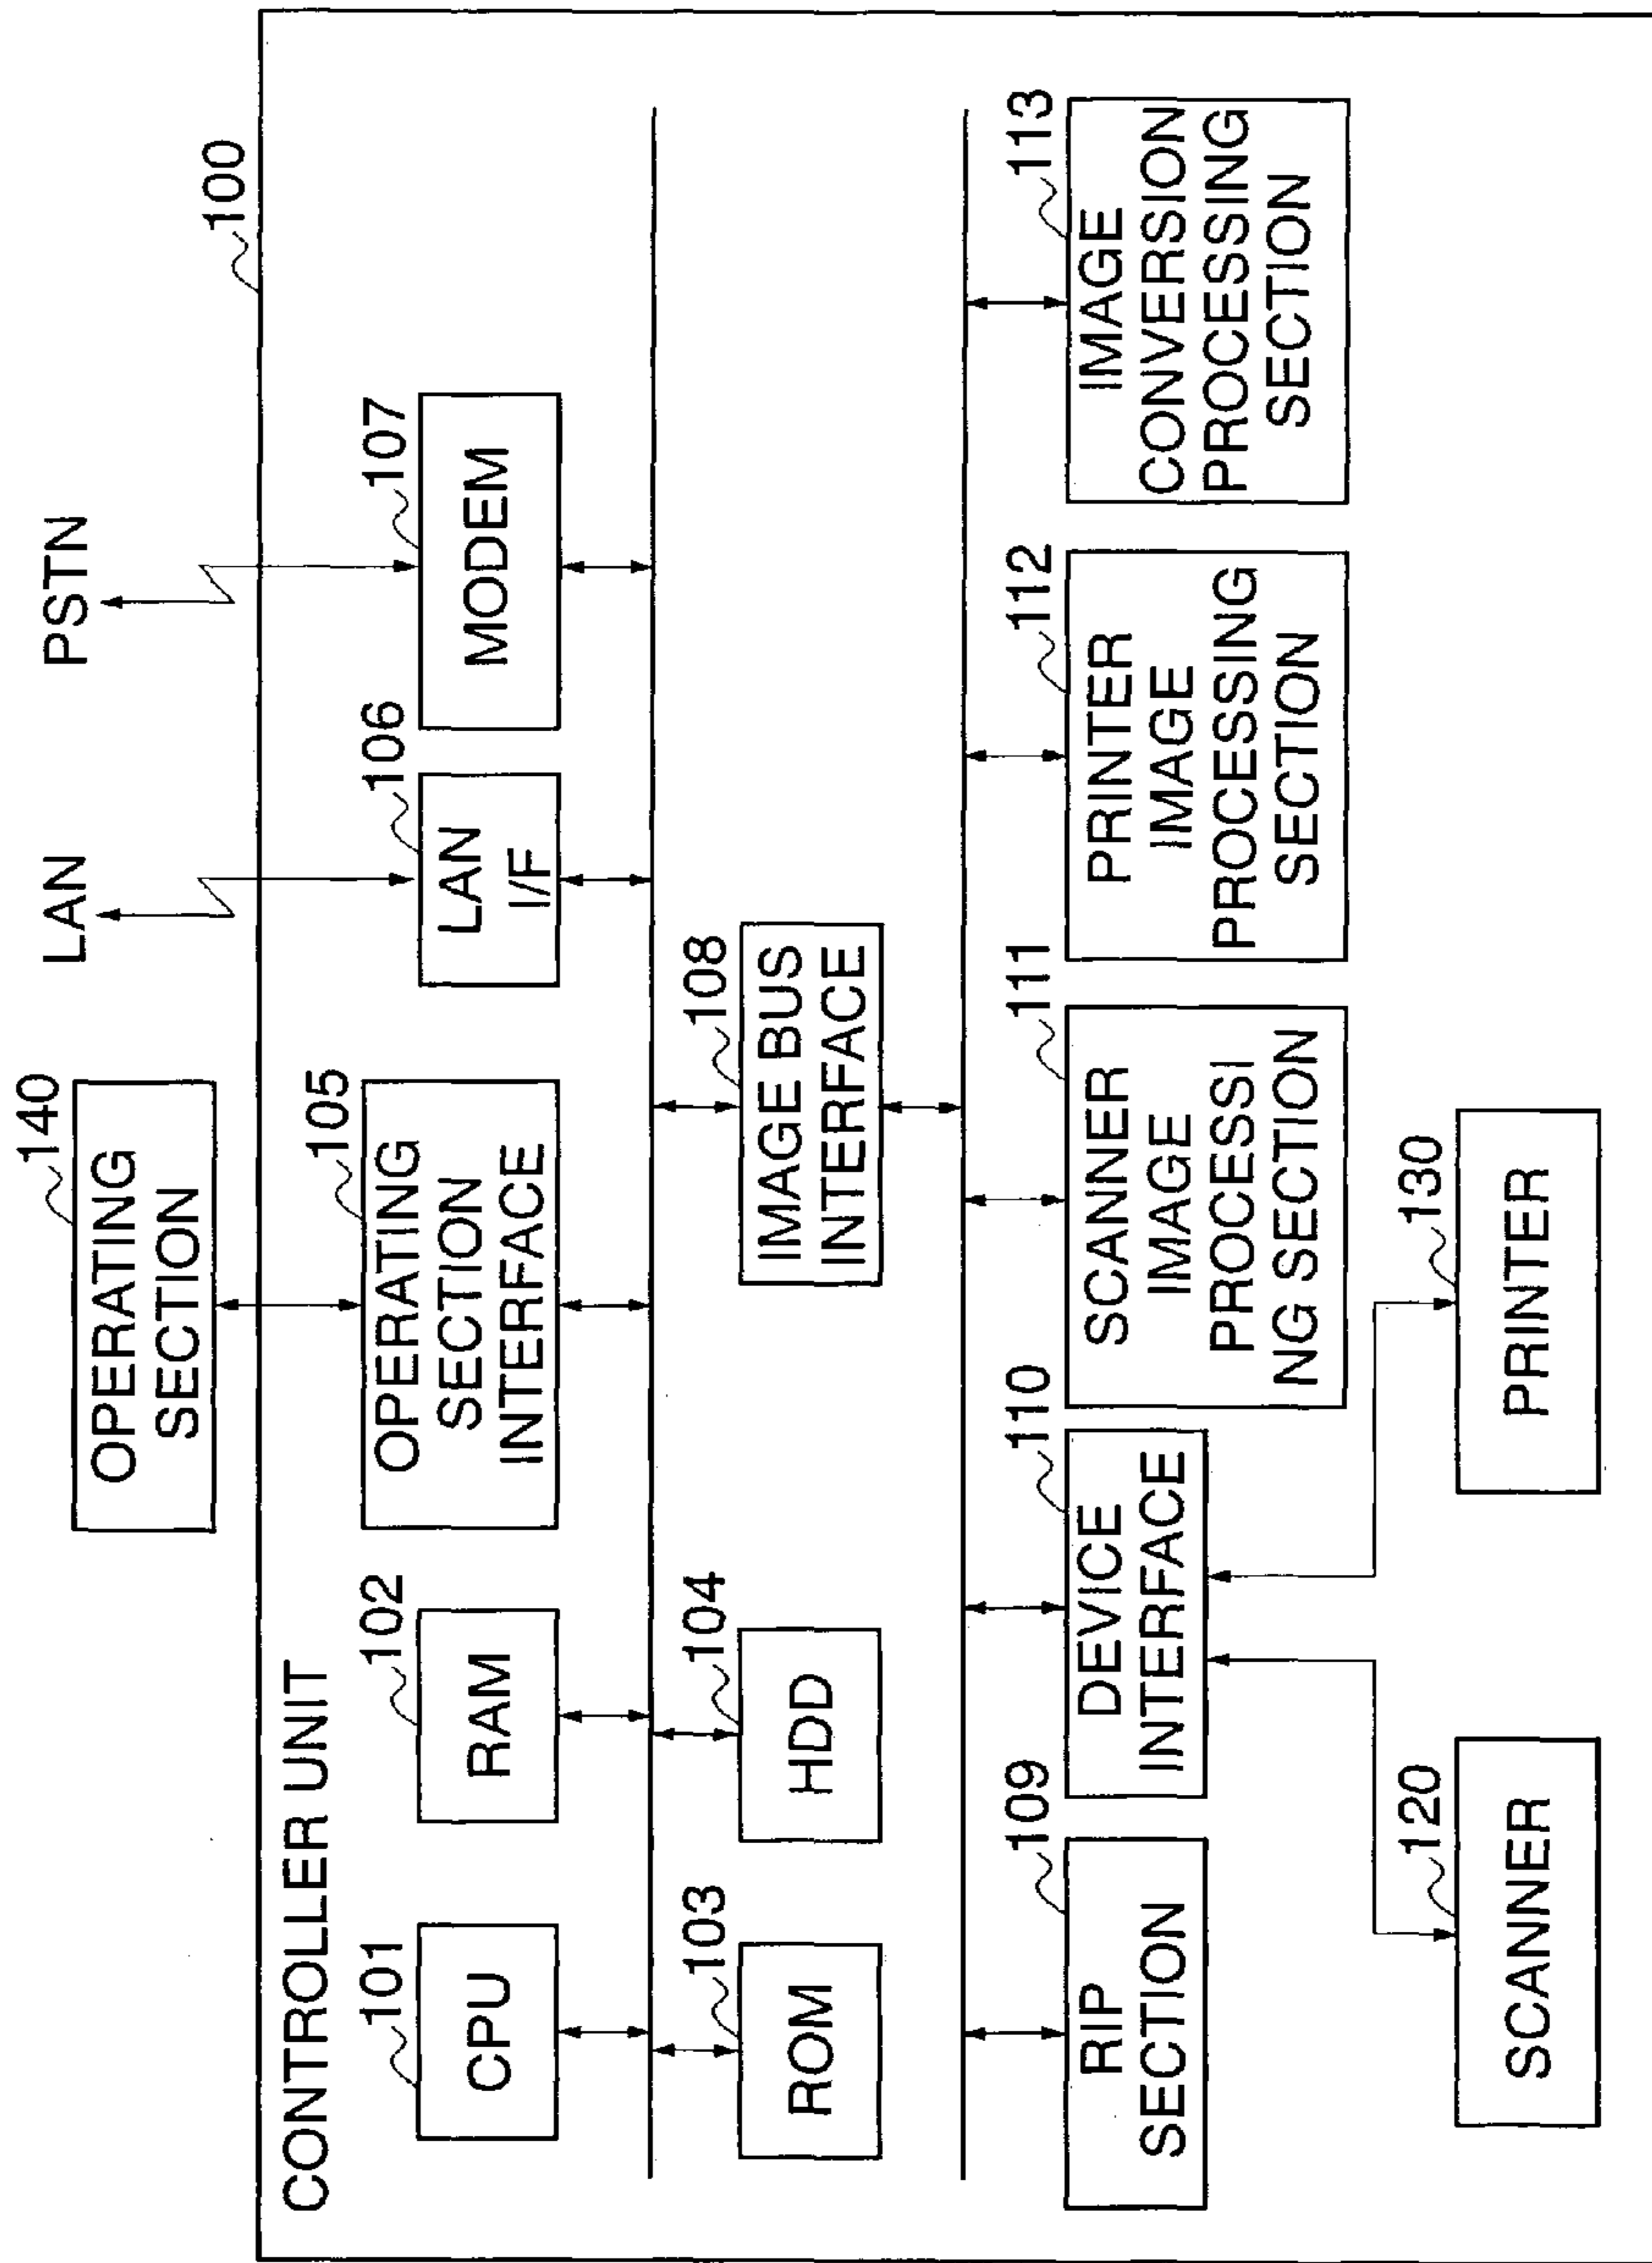 140
OPERATING
SECTION
LAN
PSTN
100
CONTROLLER UNIT
101
CPU
102
RAM
105
OPERATING
SECTION
INTERFACE
106
LAN
I/F
107
MODEM
103
ROM
104
HDD
108
IMAGE BUS
INTERFACE
109
RIP
SECTION
110
DEVICE
INTERFACE
111
SCANNER
IMAGE
PROCESSI
NG SECTION
112
PRINTER
IMAGE
PROCESSING
SECTION
113
IMAGE
CONVERSION
PROCESSING
SECTION
120
SCANNER
130
PRINTER